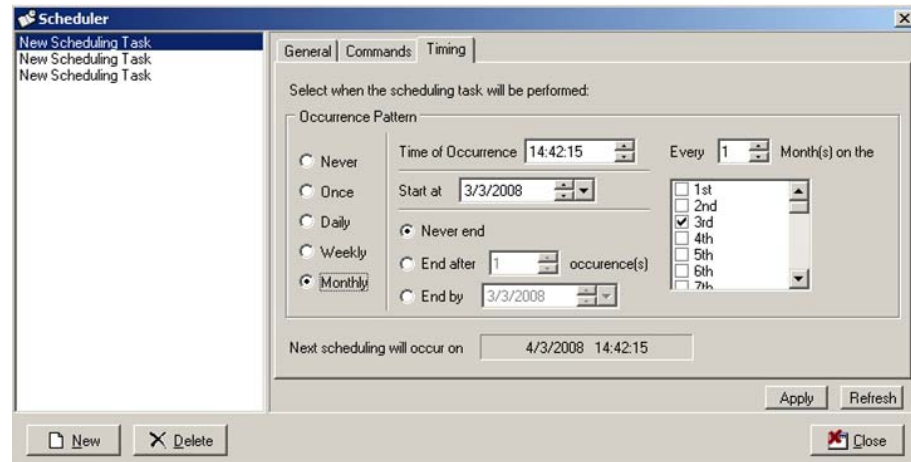 Scheduler
New Scheduling Task
New Scheduling Task
New Scheduling Task
General Commands Timing
Select when the scheduling task will be performed:
Occurrence Pattern
Never
Once
Daily
Weekly
Monthly
Time of Occurrence 14:42:15
Start at 3/3/2008
Never end
End after 1 occurence(s)
End by 3/3/2008
Every 1 Month(s) on the
1st
2nd
3rd
4th
5th
6th
7th
Next scheduling will occur on 4/3/2008 14:42:15
Apply Refresh
New Delete Close